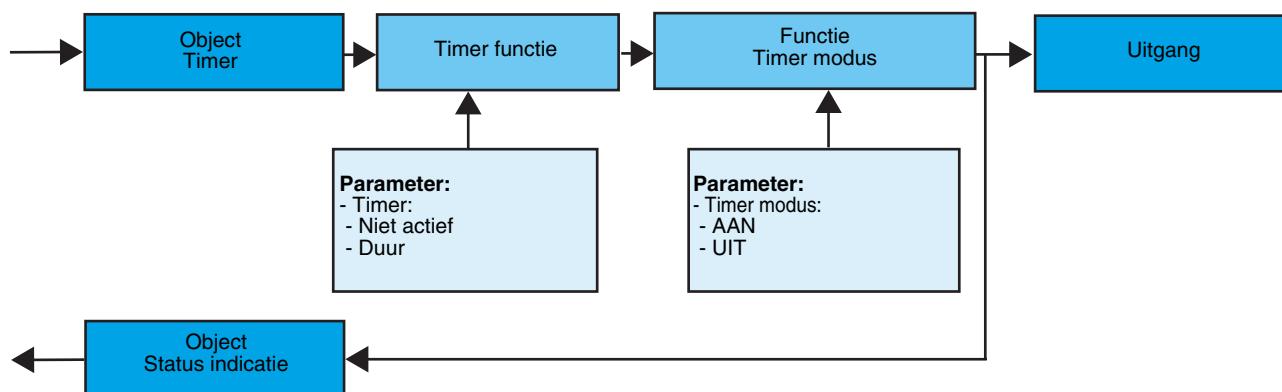 Object
Timer
Timer functie
Functie
Timer modus
Uitgang
Parameter:
- Timer:
- Niet actief
- Duur
Parameter:
- Timer modus:
- AAN
- UIT
Object
Status indicatie